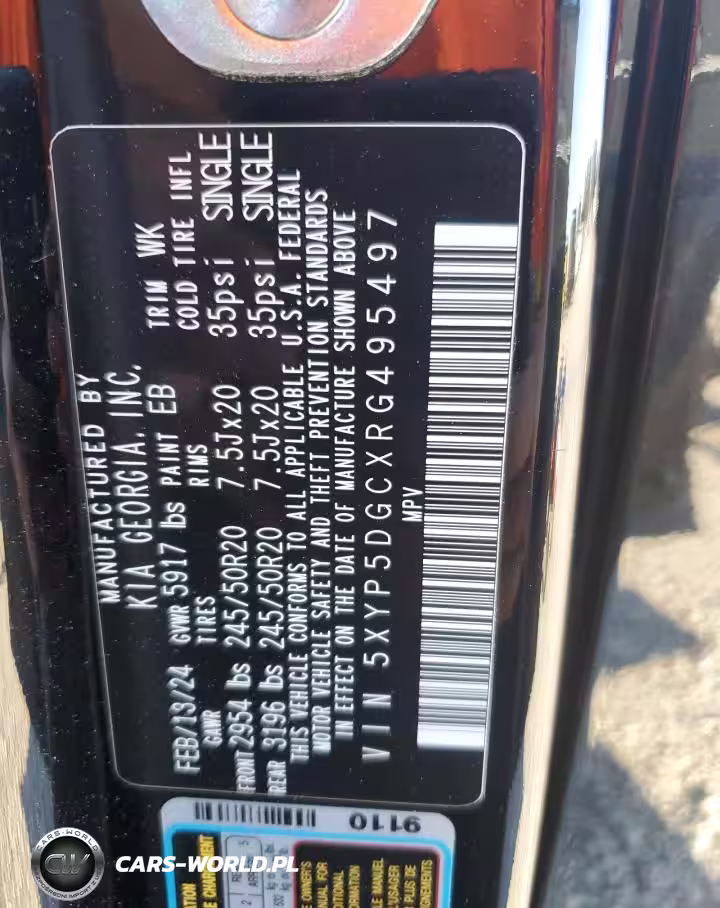 MANUFACTURED BY
KIA GEORGIA, INC.
FEB/13/24 GVWR 5917 lbs PAINT EB TRIM WK
GAWR TIRES RIMS COLD TIRE INFL
FRONT 2954 lbs 245/50R20 7.5Jx20 35psi SINGLE
REAR 3196 lbs 245/50R20 7.5Jx20 35psi SINGLE
THIS VEHICLE CONFORMS TO ALL APPLICABLE U.S.A. FEDERAL
MOTOR VEHICLE SAFETY AND THEFT PREVENTION STANDARDS
IN EFFECT ON THE DATE OF MANUFACTURE SHOWN ABOVE
VIN 5XYP5DGCXRG495497
MPV
9110
CARS-WORLD
CW
CARS-WORLD.PL